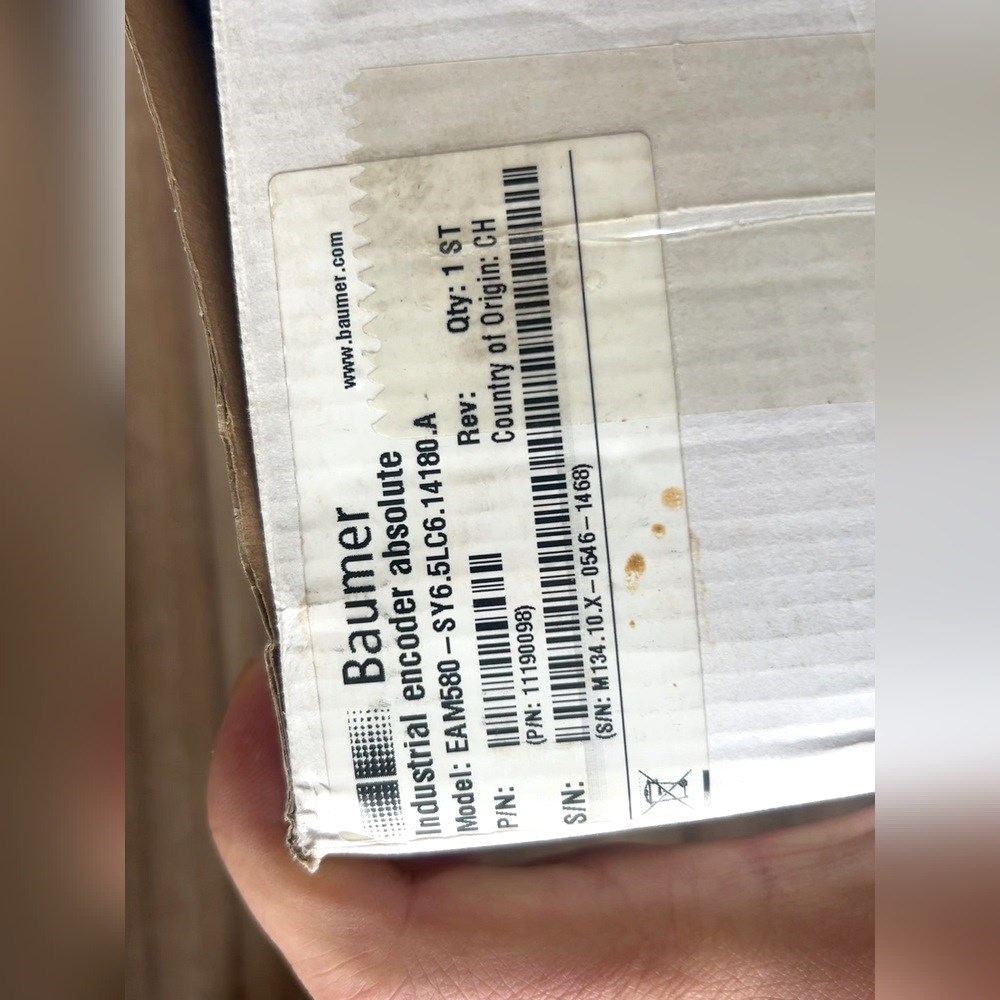 Baumer www.baumer.com
Industrial encoder absolute
Model: EAM580-SY6.5LC6.14180.A
P/N: Rev: Qty: 1 ST
Country of Origin: CH
(P/N: 11190098)
S/N:
(S/N: M134.10.X-0546-1468)